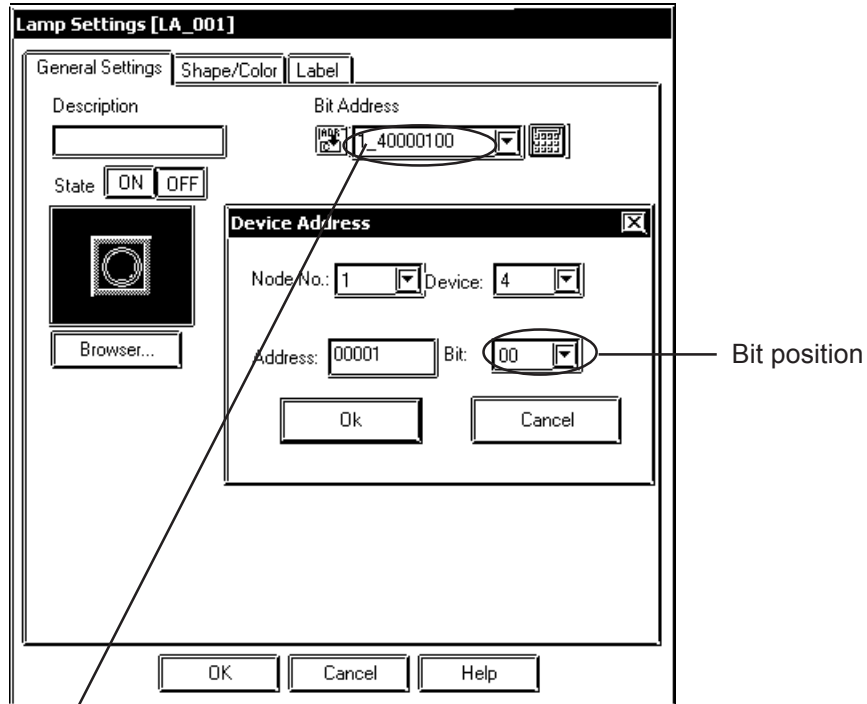 Lamp Settings [LA_001]
General Settings Shape/Color Label
Description Bit Address
1_40000100
State ON OFF
Device Address
Node No.: 1 Device: 4
Browser...
Address: 00001 Bit: 00
Bit position
Ok Cancel
OK Cancel Help